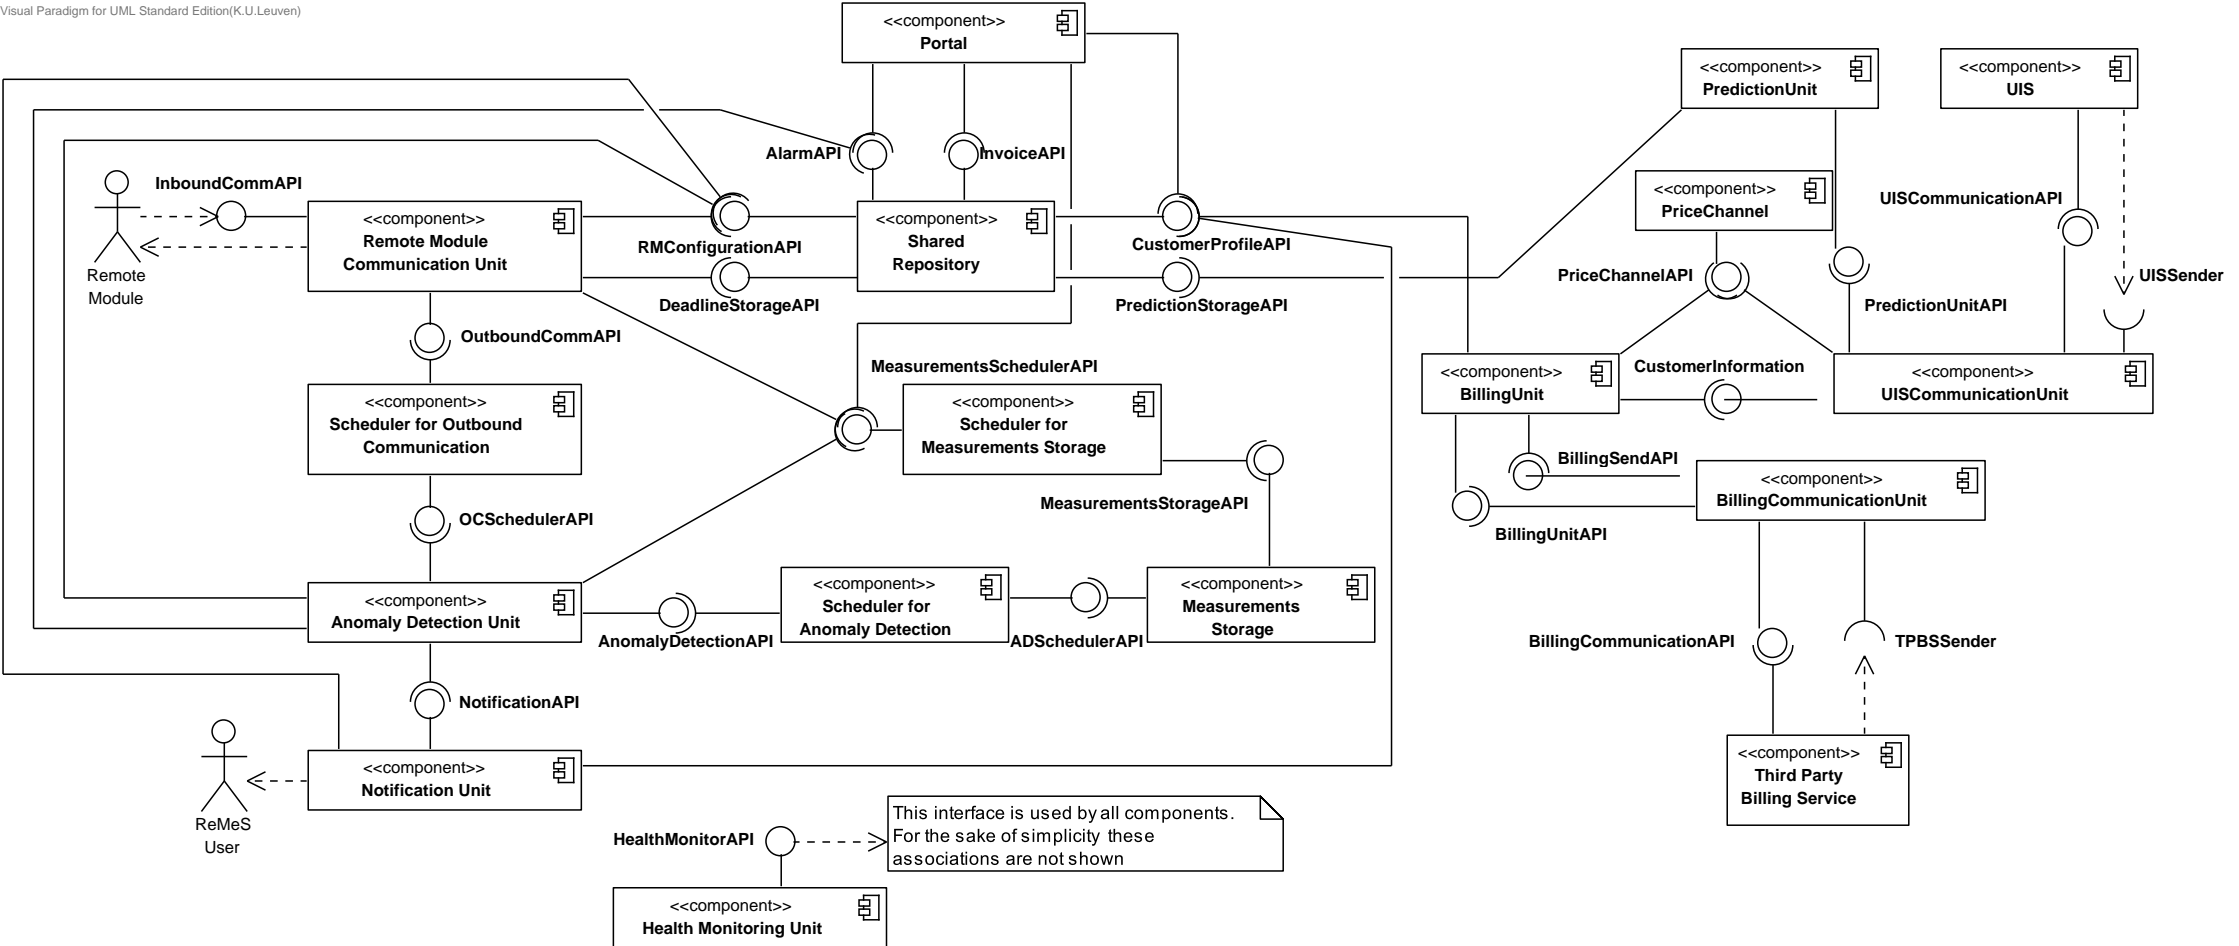 Visual Paradigm for UML Standard Edition(K.U.Leuven)
<<component>>
Portal
<<component>>
PredictionUnit
<<component>>
UIS
AlarmAPI
InvoiceAPI
InboundCommAPI
<<component>>
Remote Module
Communication Unit
RMConfigurationAPI
<<component>>
Shared
Repository
CustomerProfileAPI
<<component>>
PriceChannel
UISCommunicationAPI
Remote
Module
DeadlineStorageAPI
PredictionStorageAPI
PriceChannelAPI
PredictionUnitAPI
UISSender
OutboundCommAPI
MeasurementsSchedulerAPI
<<component>>
BillingUnit
CustomerInformation
<<component>>
UISCommunicationUnit
<<component>>
Scheduler for Outbound
Communication
<<component>>
Scheduler for
Measurements Storage
BillingSendAPI
<<component>>
BillingCommunicationUnit
MeasurementsStorageAPI
OCSchedulerAPI
BillingUnitAPI
<<component>>
Anomaly Detection Unit
AnomalyDetectionAPI
<<component>>
Scheduler for
Anomaly Detection
ADSchedulerAPI
<<component>>
Measurements
Storage
BillingCommunicationAPI
TPBSSender
NotificationAPI
<<component>>
Notification Unit
ReMeS
User
<<component>>
Third Party
Billing Service
HealthMonitorAPI
This interface is used by all components.
For the sake of simplicity these
associations are not shown
<<component>>
Health Monitoring Unit